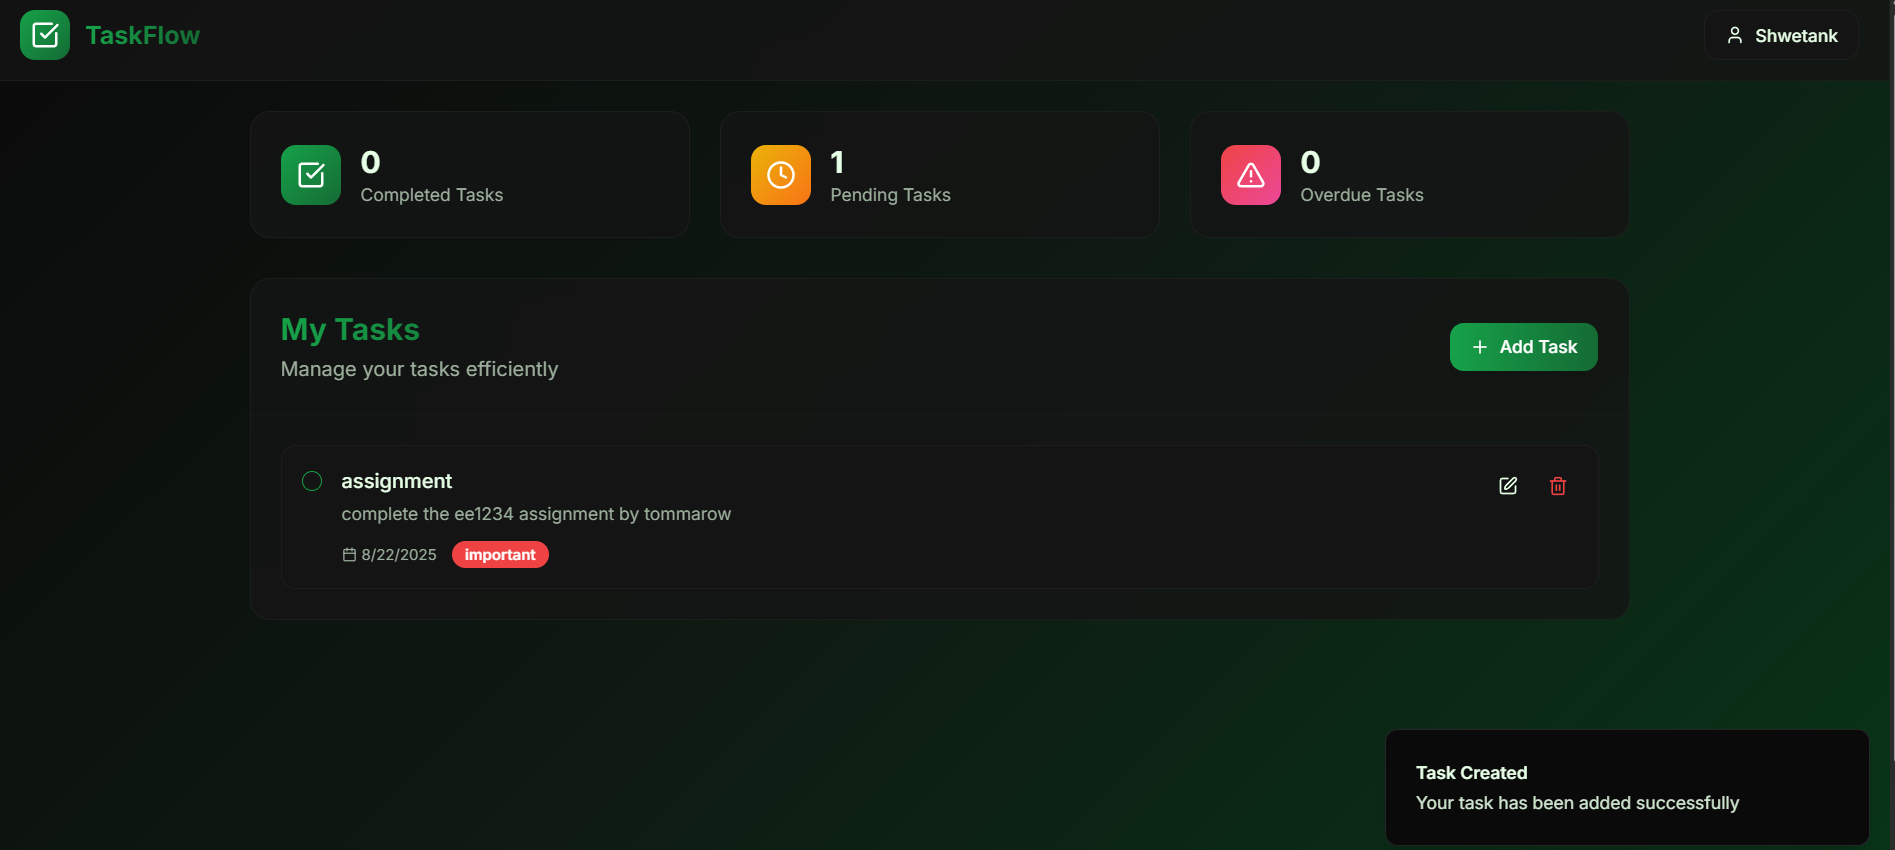 TaskFlow
Shwetank
0
Completed Tasks
1
Pending Tasks
0
Overdue Tasks
My Tasks
Manage your tasks efficiently
Add Task
assignment
complete the ee1234 assignment by tommarow
8/22/2025 important
Task Created
Your task has been added successfully